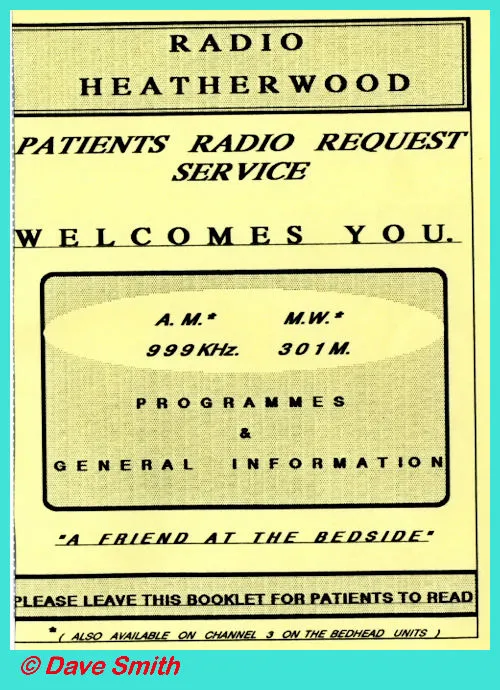 RADIO
HEATHERWOOD
PATIENTS RADIO REQUEST
SERVICE
WELCOMES YOU.
A. M.* M.W.*
999KHz. 301M.
PROGRAMMES
&
GENERAL INFORMATION
"A FRIEND AT THE BEDSIDE"
PLEASE LEAVE THIS BOOKLET FOR PATIENTS TO READ
*( ALSO AVAILABLE ON CHANNEL 3 ON THE BEDHEAD UNITS )
© Dave Smith